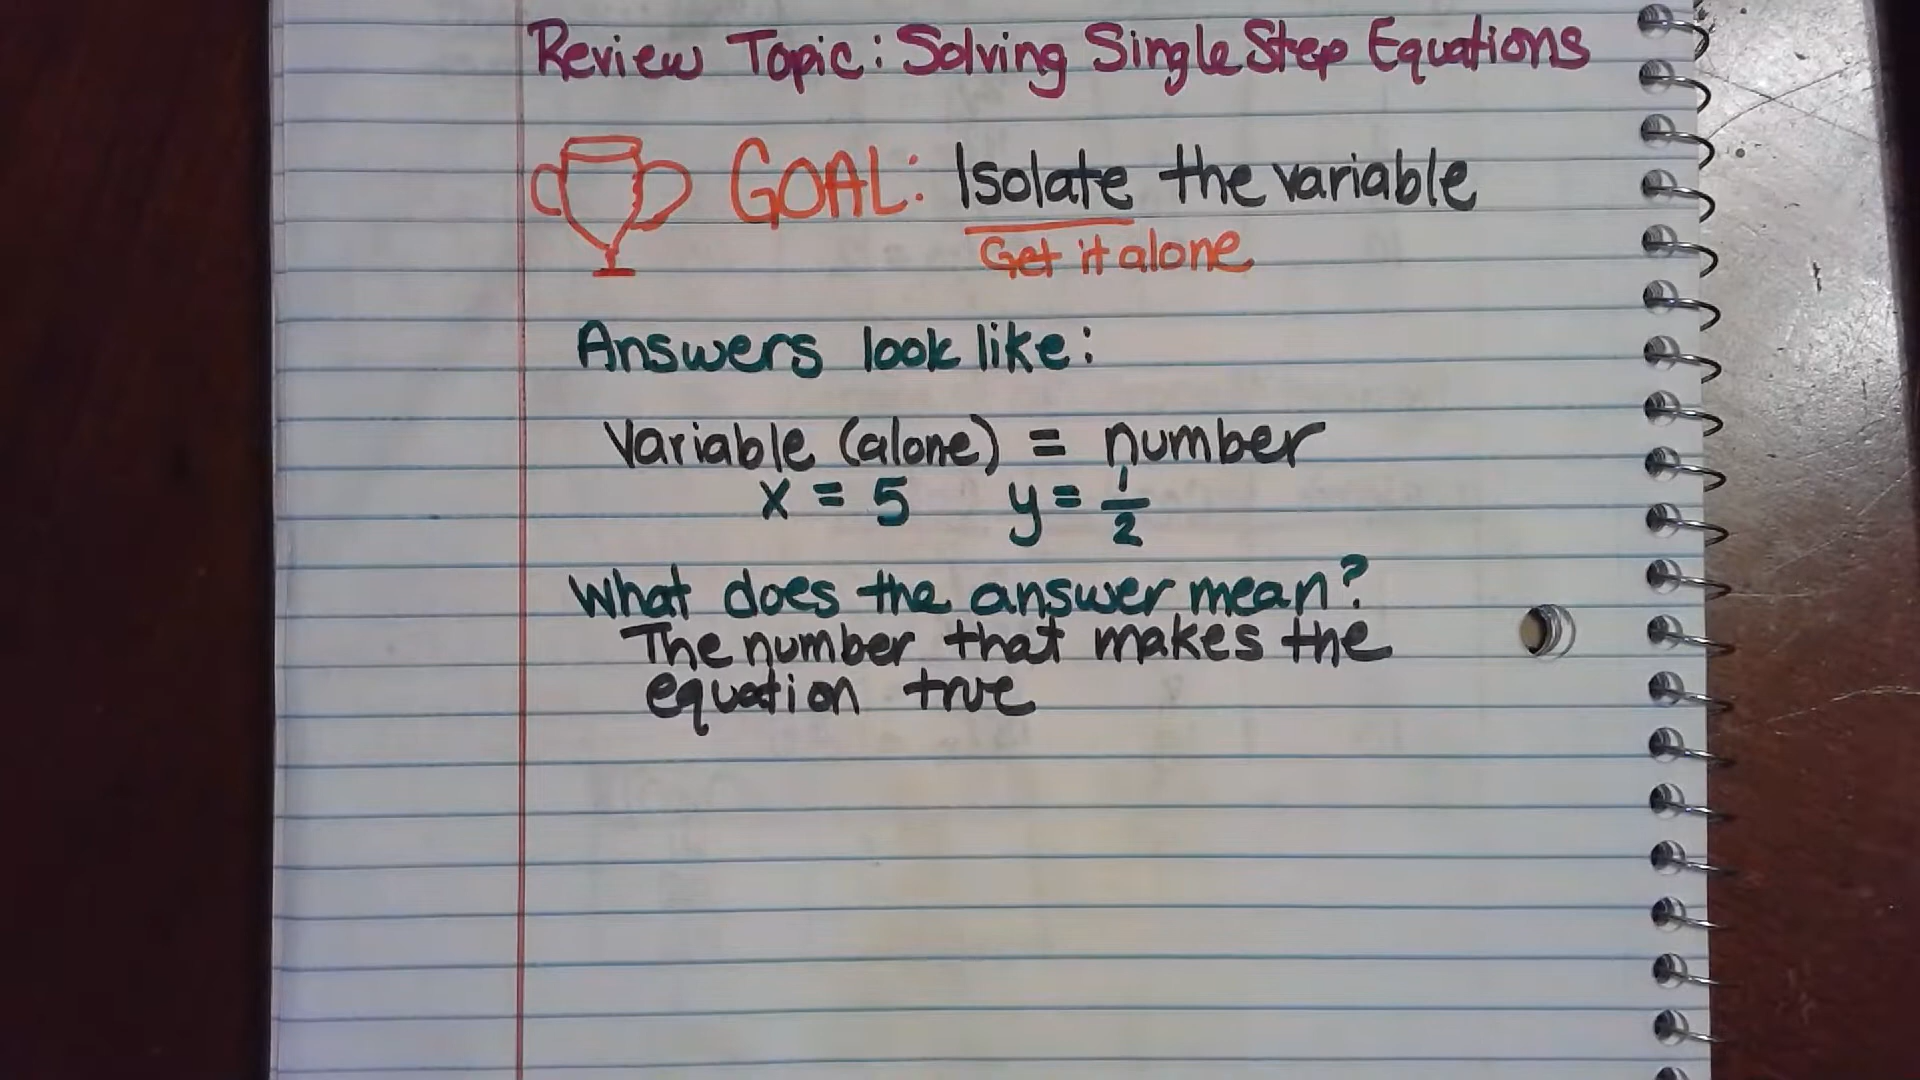 Review Topic: Solving Single Step Equations
GOAL: Isolate the variable
Get it alone
Answers look like:
Variable (alone) = number
x = 5 y = 1/2
What does the answer mean?
The number that makes the
equation true